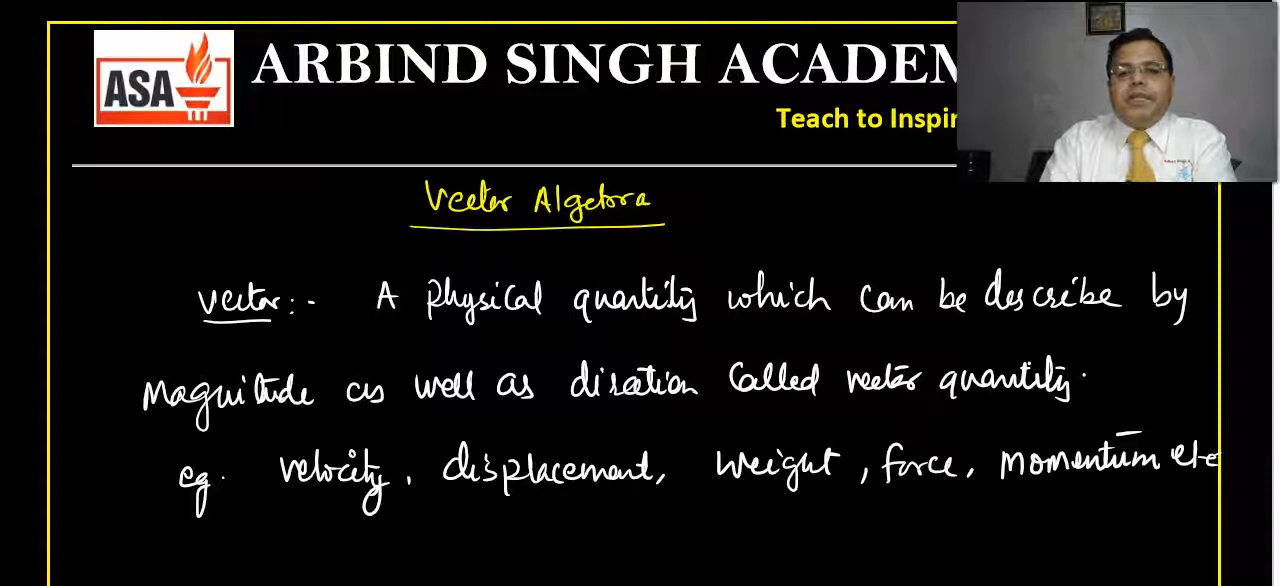 ASA
ARBIND SINGH ACADEM
Teach to Inspir
Vector Algebra
Vector:- A Physical quantity which can be describe by
Magnitude as well as direction called vector quantity.
eg. velocity, displacement, weight, force, Momentum etc